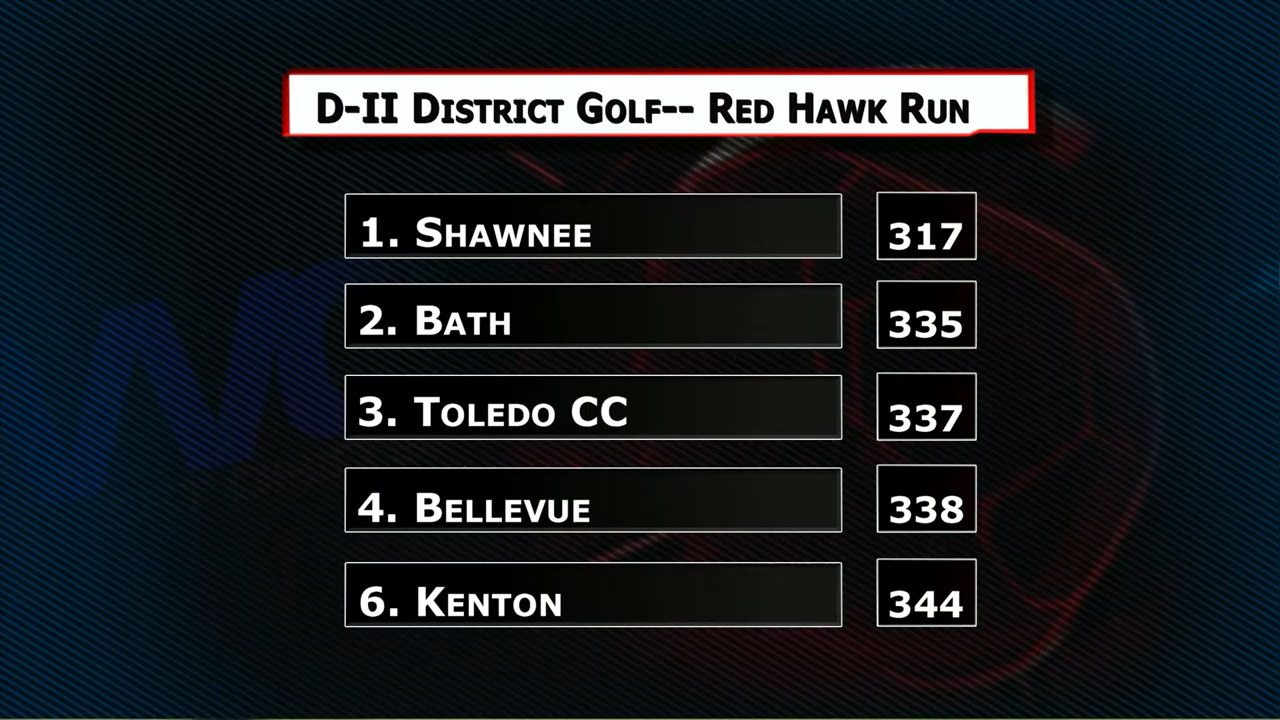 D-II District Golf-- Red Hawk Run
1. Shawnee 317
2. Bath 335
3. Toledo CC 337
4. Bellevue 338
6. Kenton 344